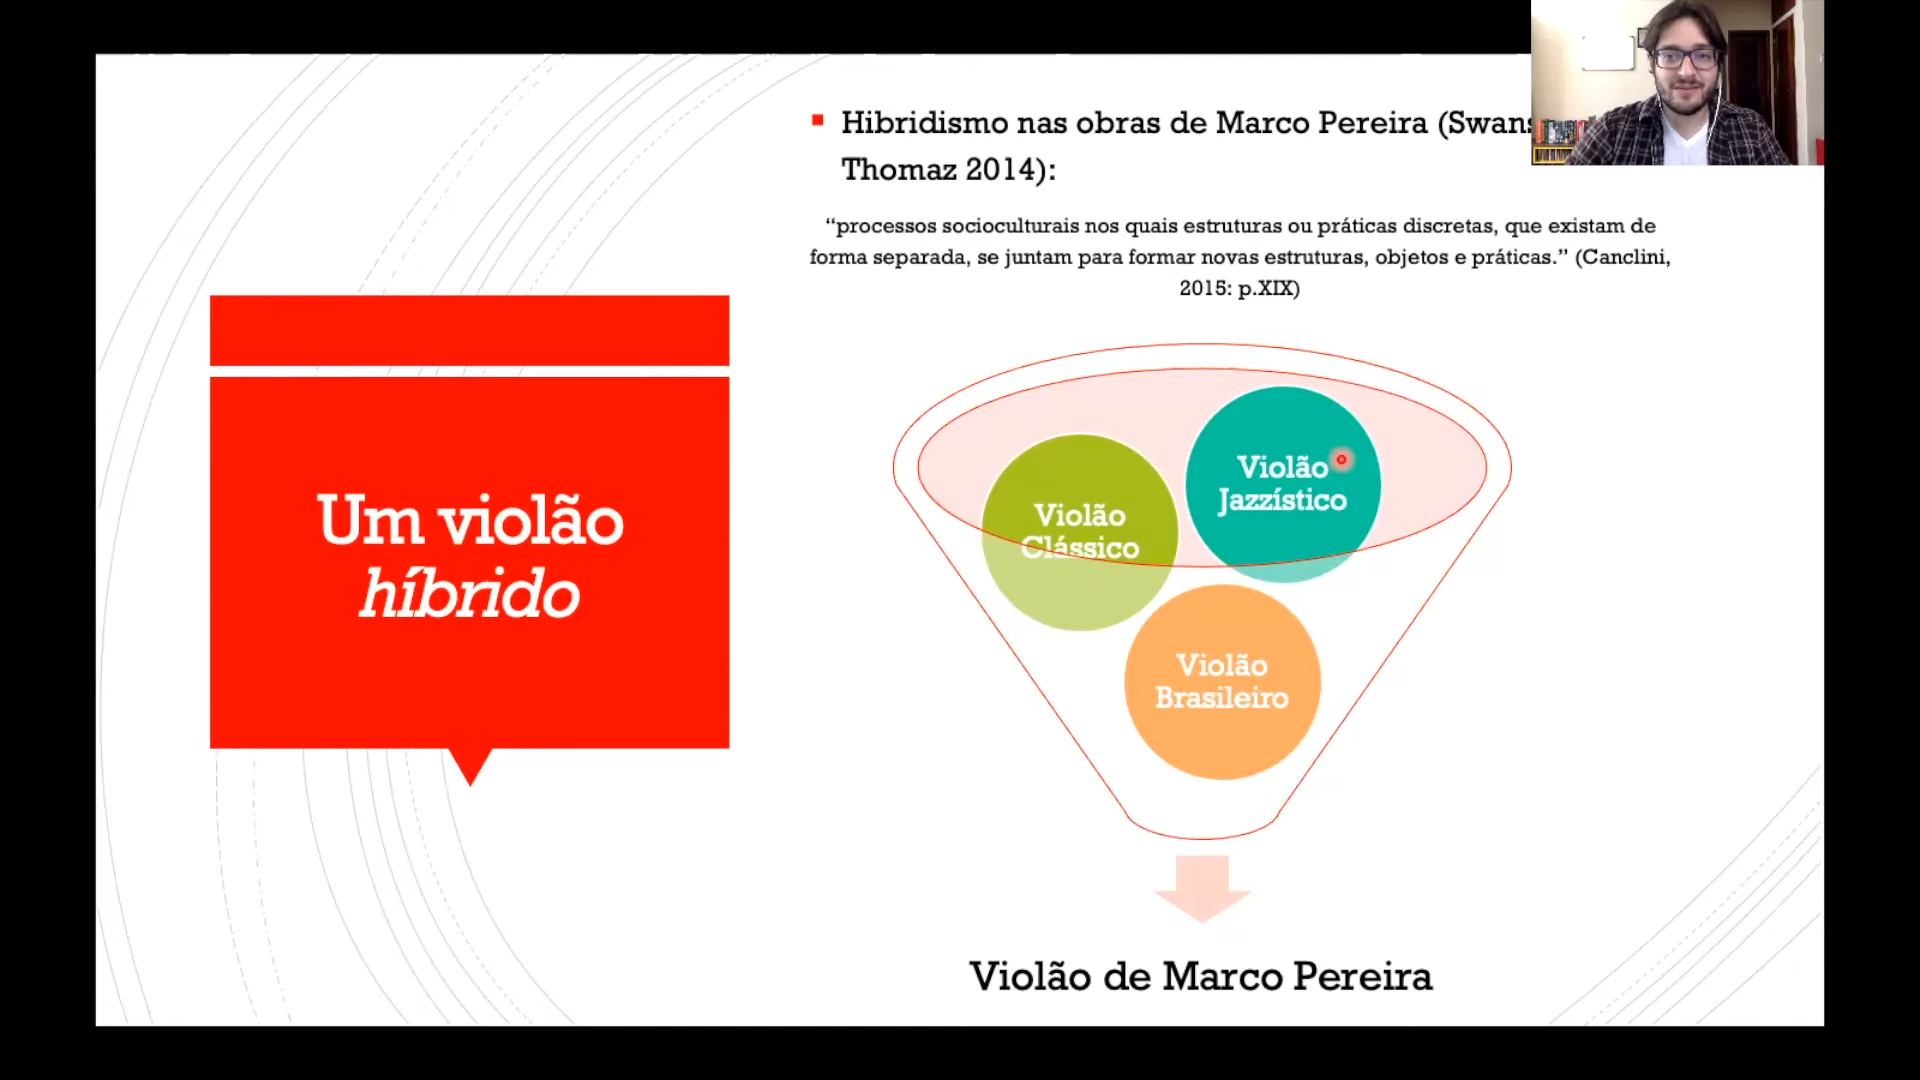 Hibridismo nas obras de Marco Pereira
Thomaz 2014):
“processos socioculturais nos quais estruturas ou práticas discretas, que existam de
forma separada, se juntam para formar novas estruturas, objetos e práticas.” (Canclini,
2015: p.XIX)
Um violão
híbrido
Violão
Jazzístico
Violão
Clássico
Violão
Brasileiro
Violão de Marco Pereira